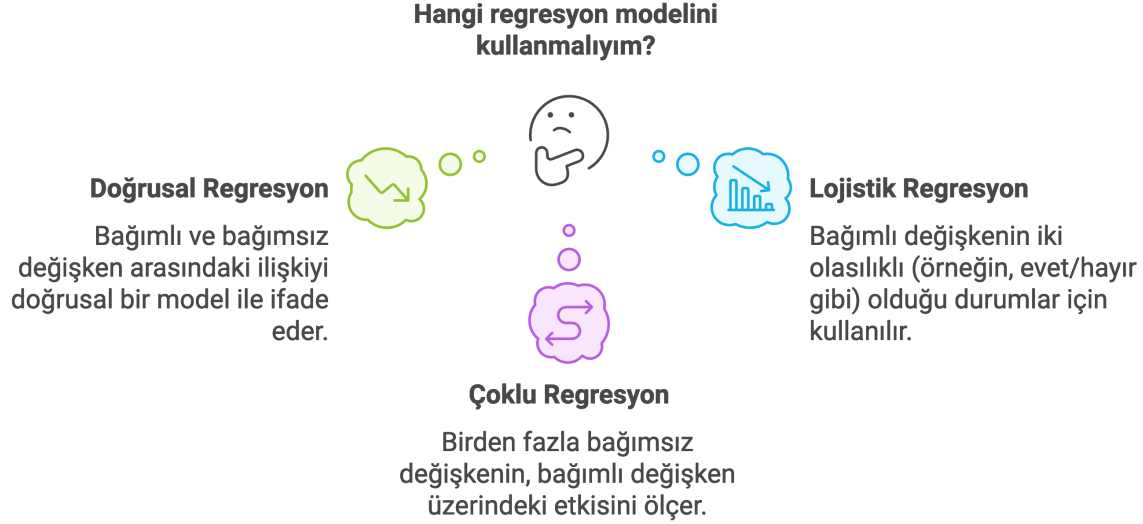 Hangi regresyon modelini
kullanmalıyım?
Doğrusal Regresyon
Bağımlı ve bağımsız
değişken arasındaki ilişkiyi
doğrusal bir model ile ifade
eder.
Çoklu Regresyon
Birden fazla bağımsız
değişkenin, bağımlı değişken
üzerindeki etkisini ölçer.
Lojistik Regresyon
Bağımlı değişkenin iki
olasılıklı (örneğin, evet/hayır
gibi) olduğu durumlar için
kullanılır.